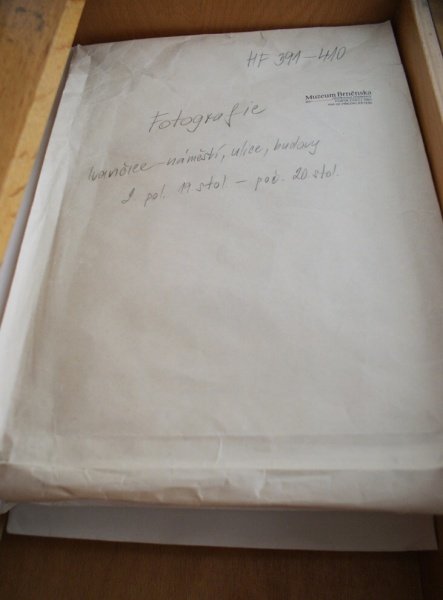 HF 391-410
Muzeum Brněnska
Fotografie
Ivančice - náměstí, ulice, budovy
2 pol. 19 stol. - poč. 20. stol.